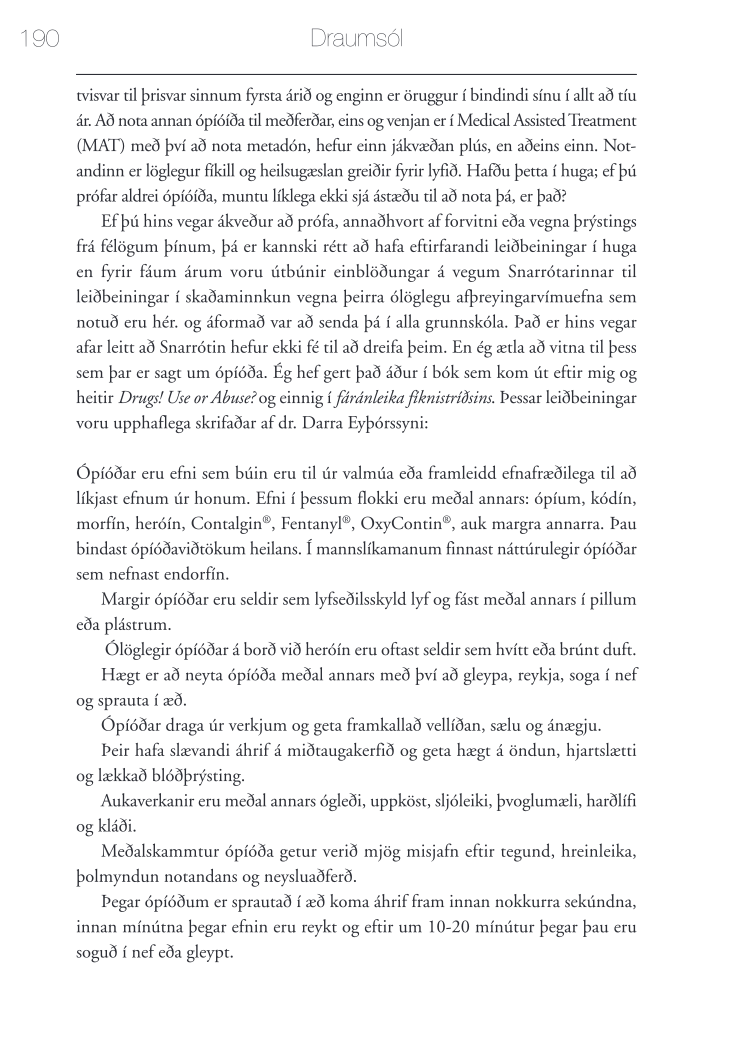 190
Draumsól
tvisvar til þrisvar sinnum fyrsta árið og enginn er öruggur í bindindi sínu í allt að tíu
ár. Að nota annan ópíóíða til meðferðar, eins og venjan er í Medical Assisted Treatment
(MAT) með því að nota metadón, hefur einn jákvæðan plús, en aðeins einn. Not-
andinn er löglegur fíkill og heilsugæslan greiðir fyrir lyfið. Hafðu þetta í huga; ef þú
prófar aldrei ópíóíða, muntu líklega ekki sjá ástæðu til að nota þá, er það?
Ef þú hins vegar ákveður að prófa, annaðhvort af forvitni eða vegna þrýstings
frá félögum þínum, þá er kannski rétt að hafa eftirfarandi leiðbeiningar í huga
en fyrir fáum árum voru útbúnir einblöðungar á vegum Snarrótarinnar til
leiðbeiningar í skaðaminnkun vegna þeirra ólöglegu afþreyingarvímuefna sem
notuð eru hér. og áformað var að senda þá í alla grunnskóla. Það er hins vegar
afar leitt að Snarrótin hefur ekki fé til að dreifa þeim. En ég ætla að vitna til þess
sem þar er sagt um ópíóða. Ég hef gert það áður í bók sem kom út eftir mig og
heitir Drugs! Use or Abuse? og einnig í fáránleika fíknistríðsins. Þessar leiðbeiningar
voru upphaflega skrifaðar af dr. Darra Eyþórssyni:
Ópíóðar eru efni sem búin eru til úr valmúa eða framleidd efnafræðilega til að
líkjast efnum úr honum. Efni í þessum flokki eru meðal annars: ópíum, kódín,
morfín, heróín, Contalgin®, Fentanyl®, OxyContin®, auk margra annarra. Þau
bindast ópíóðaviðtökum heilans. Í mannslíkamanum finnast náttúrulegir ópíóðar
sem nefnast endorfín.
Margir ópíóðar eru seldir sem lyfseðilsskyld lyf og fást meðal annars í pillum
eða plástrum.
Ólöglegir ópíóðar á borð við heróín eru oftast seldir sem hvítt eða brúnt duft.
Hægt er að neyta ópíóða meðal annars með því að gleypa, reykja, soga í nef
og sprauta í æð.
Ópíóðar draga úr verkjum og geta framkallað vellíðan, sælu og ánægju.
Þeir hafa slævandi áhrif á miðtaugakerfið og geta hægt á öndun, hjartslætti
og lækkað blóðþrýsting.
Aukaverkanir eru meðal annars ógleði, uppköst, sljóleiki, þvoglumæli, harðlífi
og kláði.
Meðalskammtur ópíóða getur verið mjög misjafn eftir tegund, hreinleika,
þolmyndun notandans og neysluaðferð.
Þegar ópíóðum er sprautað í æð koma áhrif fram innan nokkurra sekúndna,
innan mínútna þegar efnin eru reykt og eftir um 10-20 mínútur þegar þau eru
soguð í nef eða gleypt.